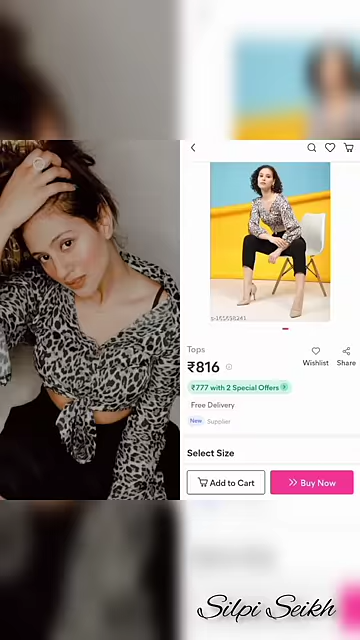 s-165698241
Tops
₹816
Wishlist
Share
₹777 with 2 Special Offers
Free Delivery
New Supplier
Select Size
Add to Cart
Buy Now
Silpi Seikh